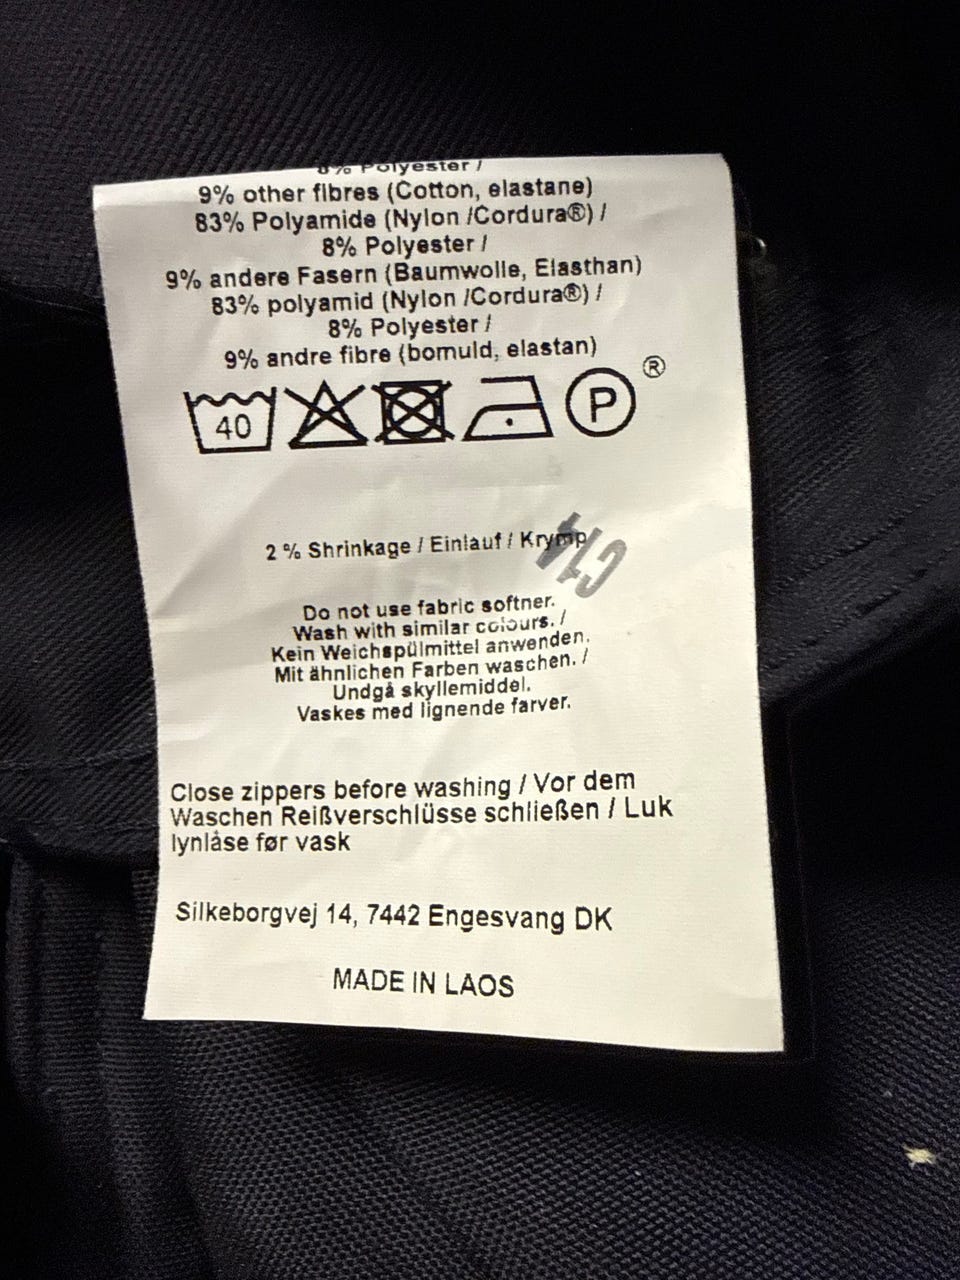 8% Polyester /
9% other fibres (Cotton, elastane)
83% Polyamide (Nylon /Cordura®) /
8% Polyester /
9% andere Fasern (Baumwolle, Elasthan)
83% polyamid (Nylon /Cordura®) /
8% Polyester /
9% andre fibre (bomuld, elastan)
40 P ®
2 % Shrinkage / Einlauf / Krymp
C14
Do not use fabric softner.
Wash with similar colours. /
Kein Weichspülmittel anwenden.
Mit ähnlichen Farben waschen. /
Undgå skyllemiddel.
Vaskes med lignende farver.
Close zippers before washing / Vor dem
Waschen Reißverschlüsse schließen / Luk
lynlåse før vask
Silkeborgvej 14, 7442 Engesvang DK
MADE IN LAOS